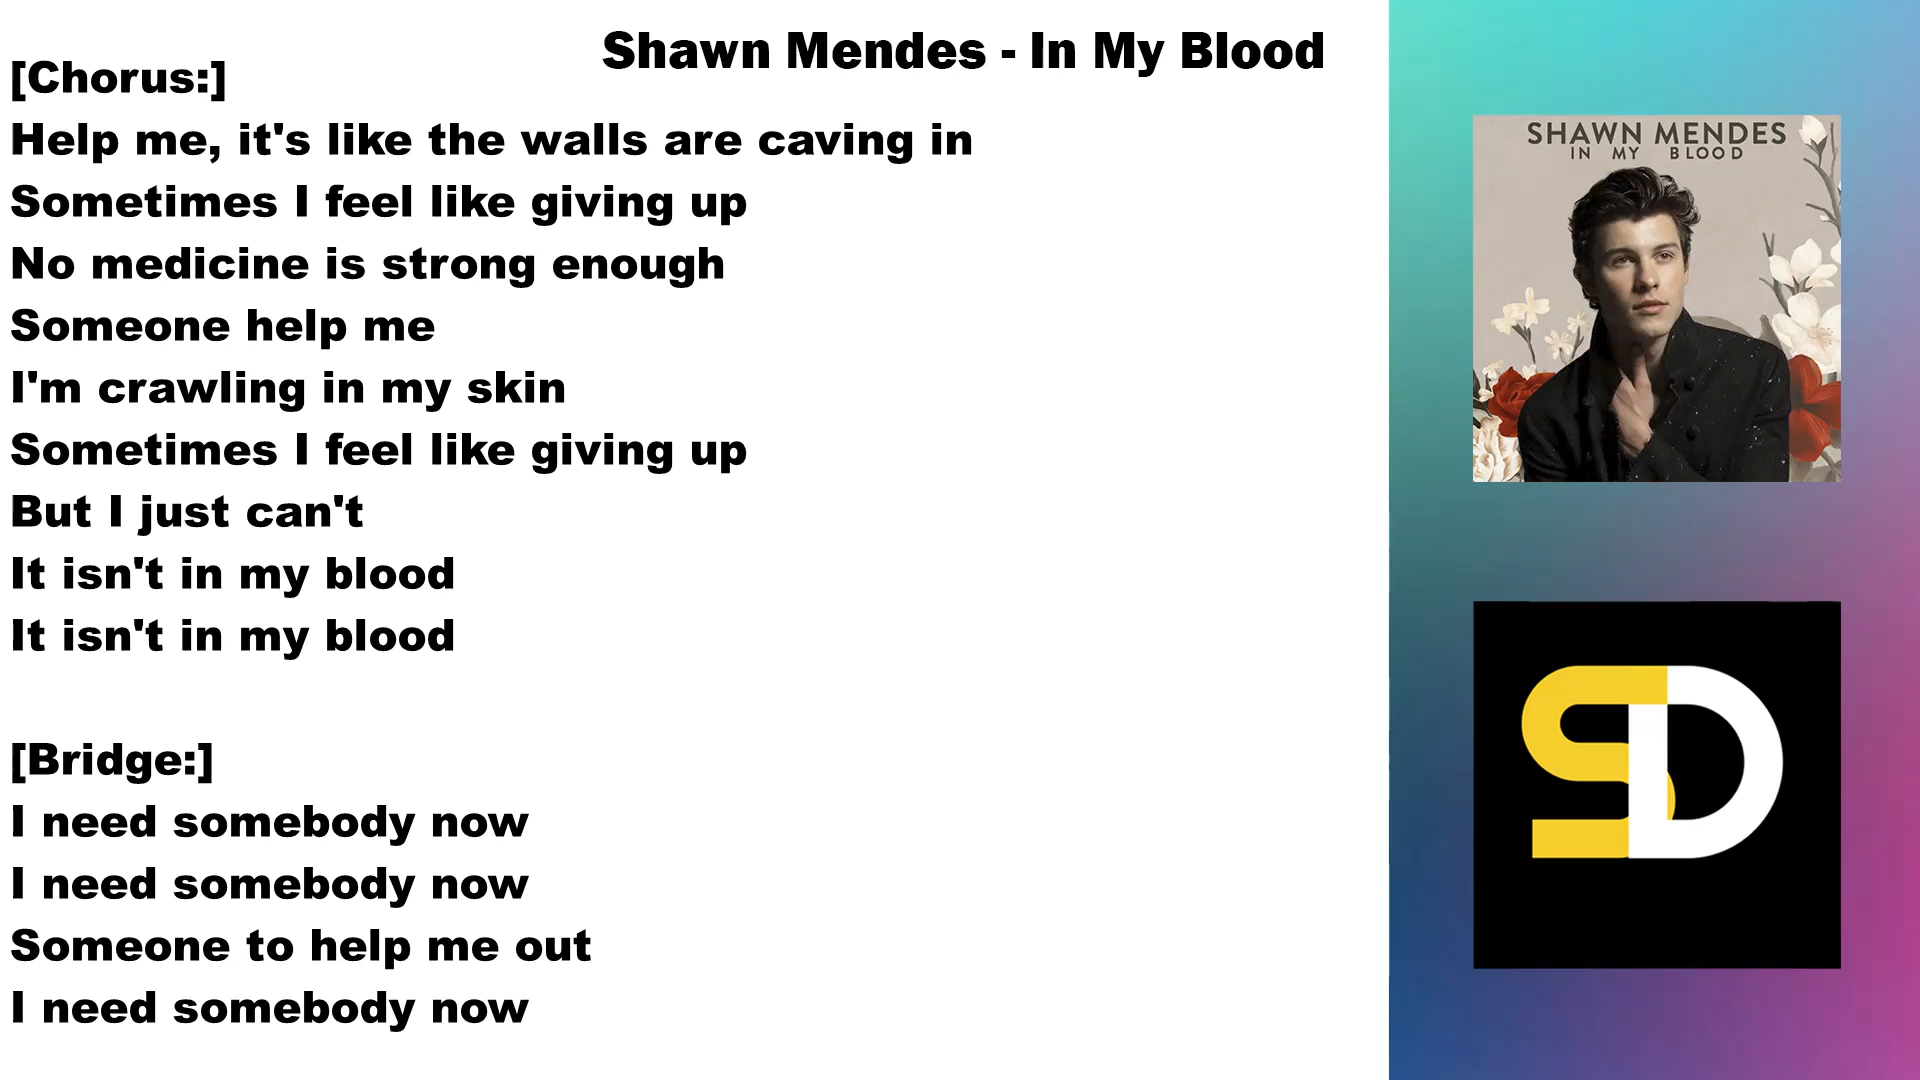 Shawn Mendes - In My Blood
[Chorus:]
Help me, it's like the walls are caving in
Sometimes I feel like giving up
No medicine is strong enough
Someone help me
I'm crawling in my skin
Sometimes I feel like giving up
But I just can't
It isn't in my blood
It isn't in my blood
[Bridge:]
I need somebody now
I need somebody now
Someone to help me out
I need somebody now
SHAWN MENDES
IN MY BLOOD
SD